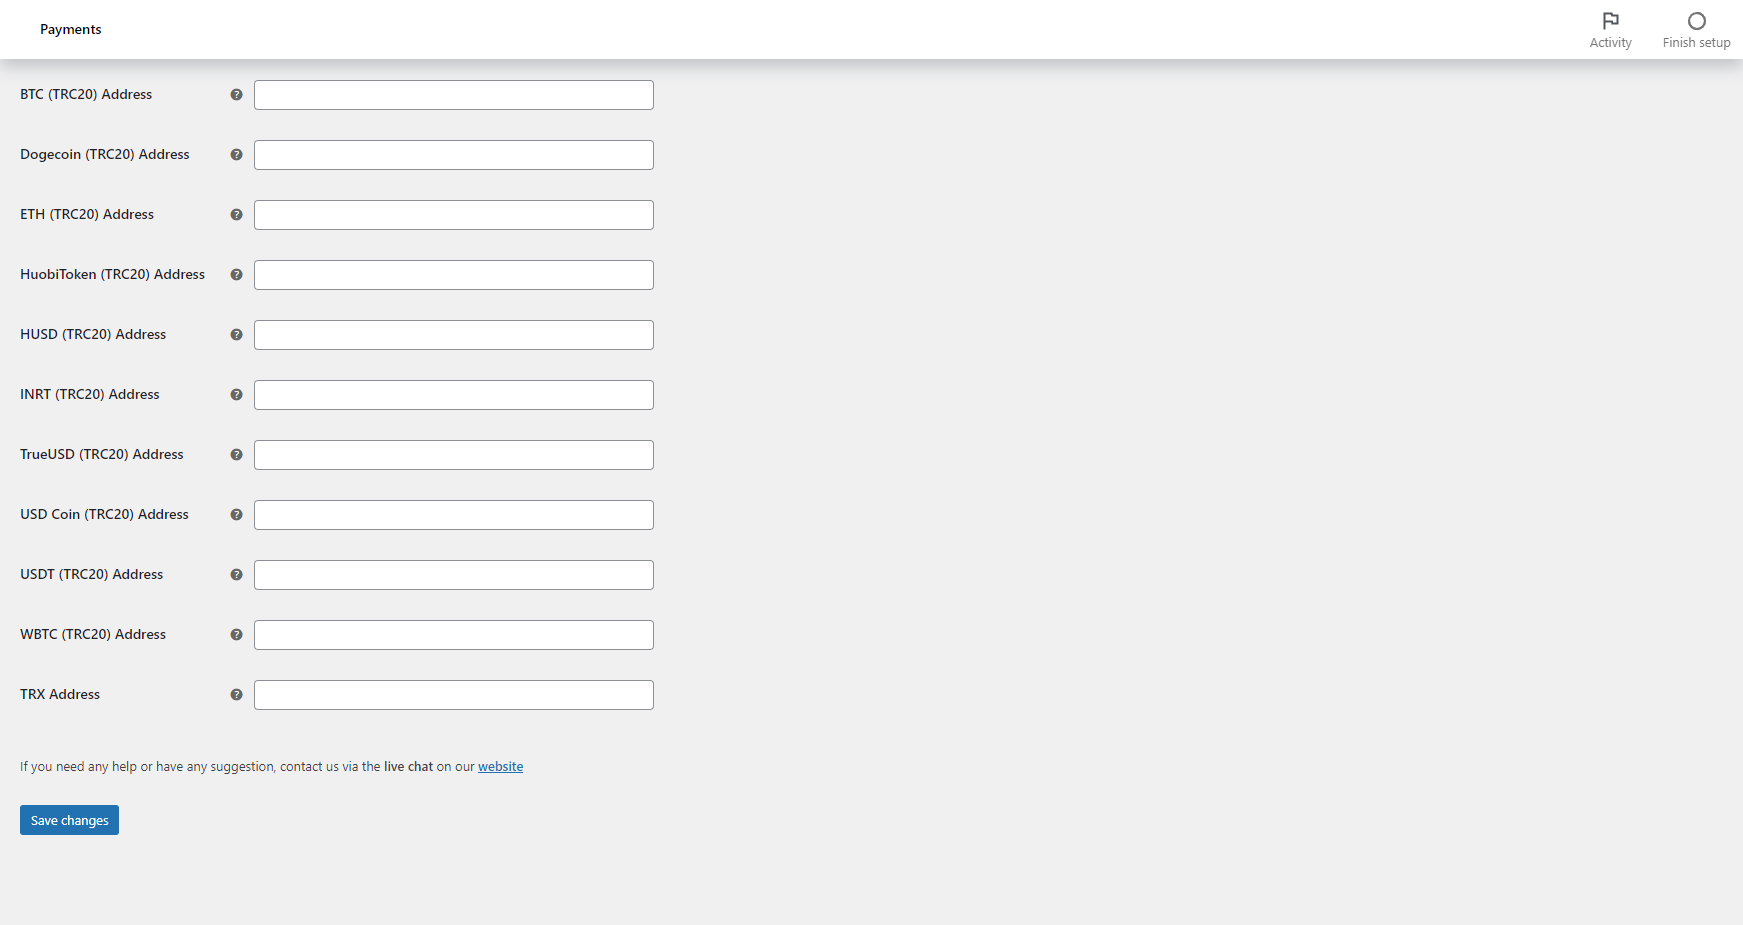 Payments
Activity
Finish setup
BTC (TRC20) Address
Dogecoin (TRC20) Address
ETH (TRC20) Address
HuobiToken (TRC20) Address
HUSD (TRC20) Address
INRT (TRC20) Address
TrueUSD (TRC20) Address
USD Coin (TRC20) Address
USDT (TRC20) Address
WBTC (TRC20) Address
TRX Address
If you need any help or have any suggestion, contact us via the live chat on our website
Save changes